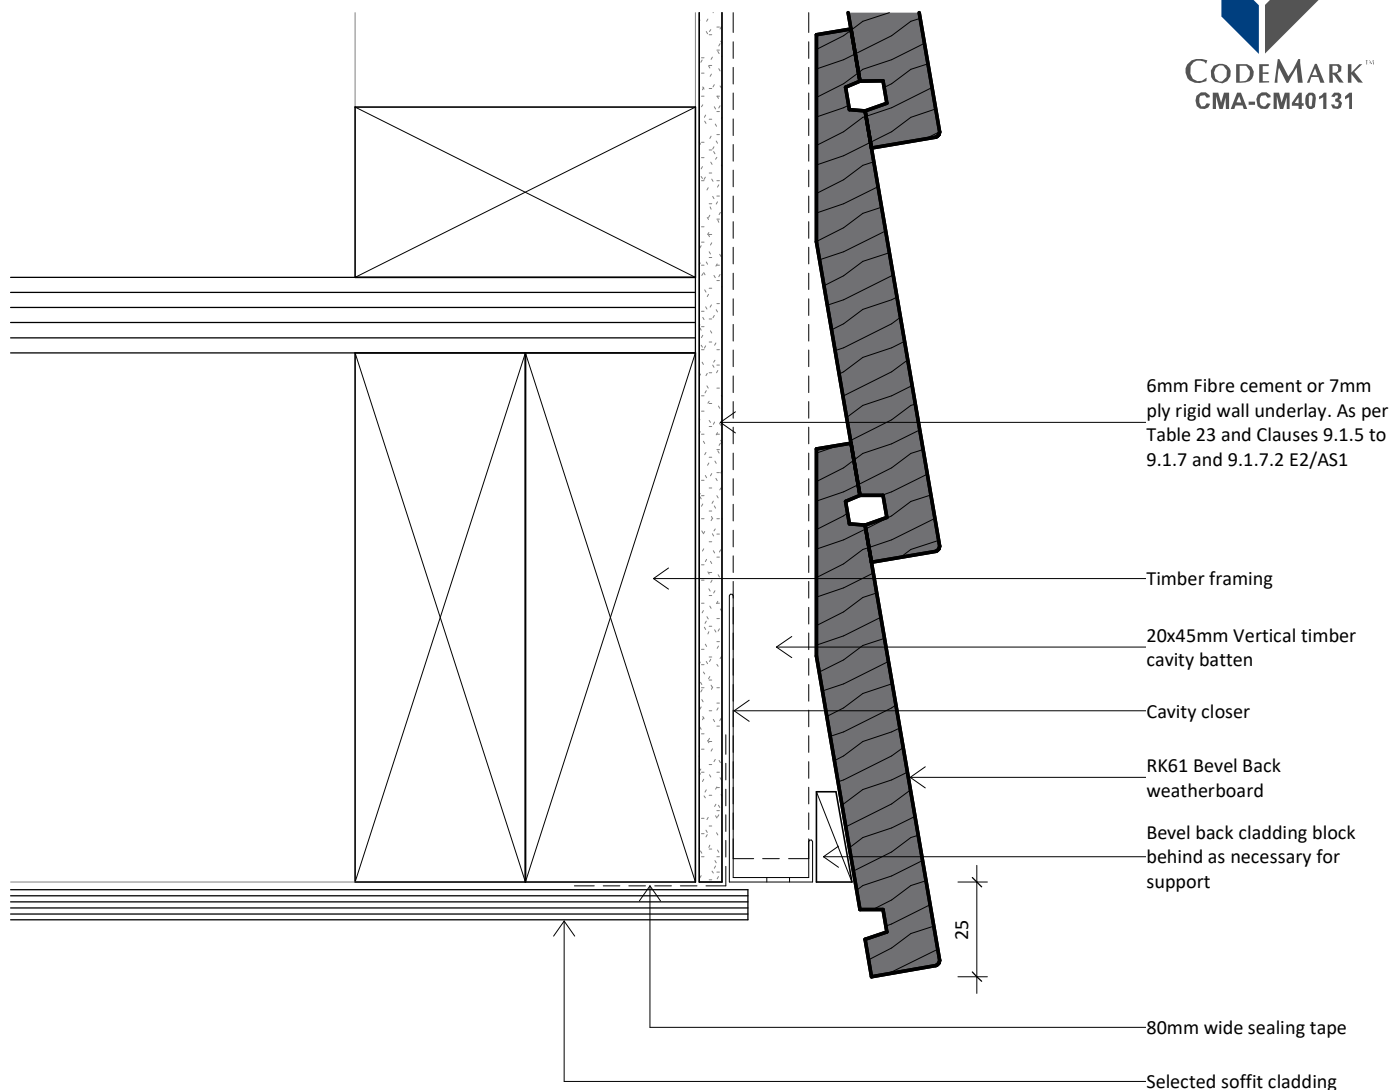 CODEMARK™
CMA-CM40131
6mm Fibre cement or 7mm
ply rigid wall underlay. As per
Table 23 and Clauses 9.1.5 to
9.1.7 and 9.1.7.2 E2/AS1
Timber framing
20x45mm Vertical timber
cavity batten
Cavity closer
RK61 Bevel Back
weatherboard
Bevel back cladding block
behind as necessary for
support
25
80mm wide sealing tape
Selected soffit cladding